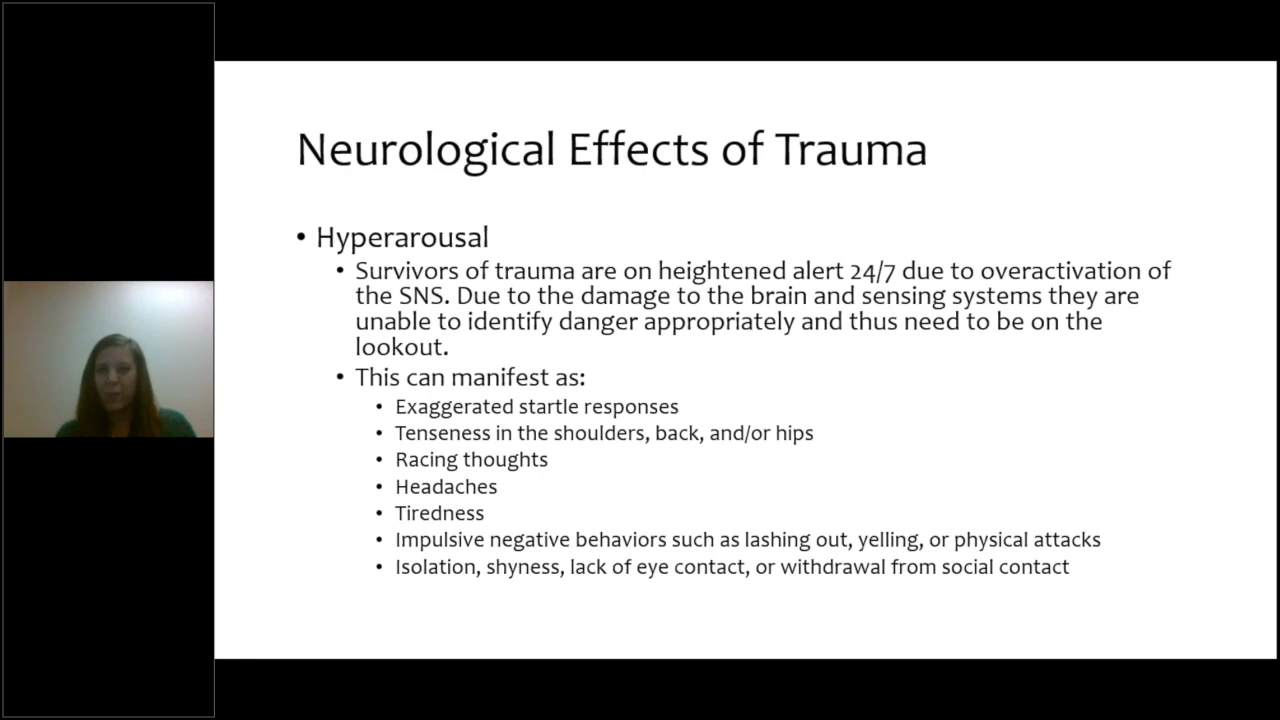 Neurological Effects of Trauma
• Hyperarousal
• Survivors of trauma are on heightened alert 24/7 due to overactivation of
the SNS. Due to the damage to the brain and sensing systems they are
unable to identify danger appropriately and thus need to be on the
lookout.
• This can manifest as:
• Exaggerated startle responses
• Tenseness in the shoulders, back, and/or hips
• Racing thoughts
• Headaches
• Tiredness
• Impulsive negative behaviors such as lashing out, yelling, or physical attacks
• Isolation, shyness, lack of eye contact, or withdrawal from social contact